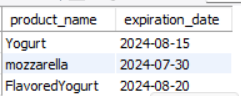 product_name expiration_date
Yogurt 2024-08-15
mozzarella 2024-07-30
FlavoredYogurt 2024-08-20